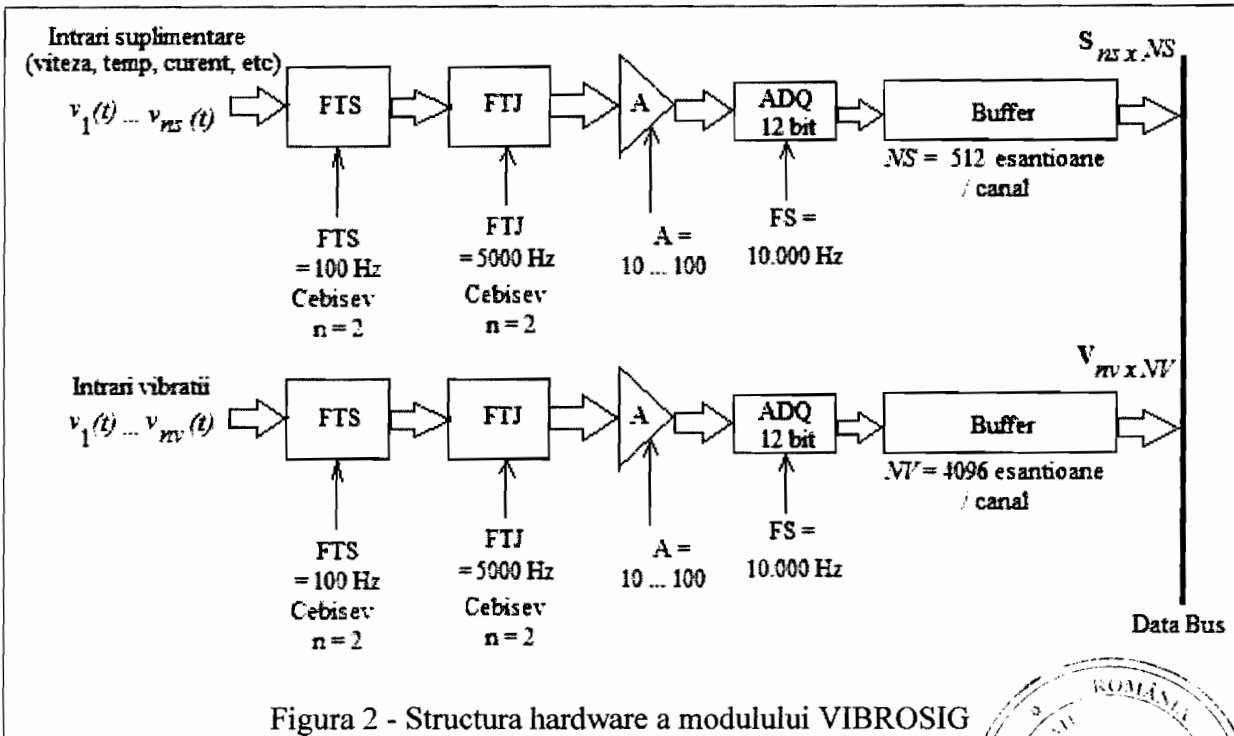 Intrari suplimentare
(viteza, temp, curent, etc)
v1(t) ... vns(t)
FTS
FTJ
A
ADQ
12 bit
Buffer
S ns x NS
NS = 512 esantioane
/ canal
FTS
= 100 Hz
Cebisev
n = 2
FTJ
= 5000 Hz
Cebisev
n = 2
A =
10 ... 100
FS =
10.000 Hz
Intrari vibratii
v1(t) ... vnv(t)
FTS
FTJ
A
ADQ
12 bit
Buffer
V nv x NV
NV = 4096 esantioane
/ canal
FTS
= 100 Hz
Cebisev
n = 2
FTJ
= 5000 Hz
Cebisev
n = 2
A =
10 ... 100
FS =
10.000 Hz
Data Bus
Figura 2 - Structura hardware a modulului VIBROSIG
ROMÂNIA